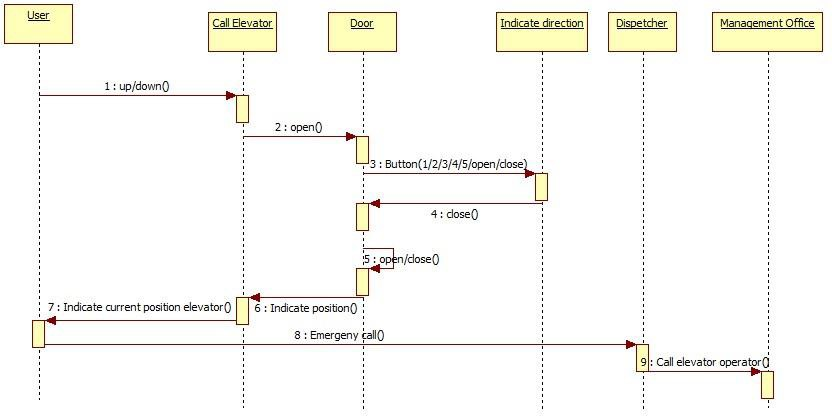 User
Call Elevator
Door
Indicate direction
Dispetcher
Management Office
1 : up/down()
2 : open()
3 : Button(1/2/3/4/5/open/close)
4 : close()
5 : open/close()
6 : Indicate position()
7 : Indicate current position elevator()
8 : Emergeny call()
9 : Call elevator operator()